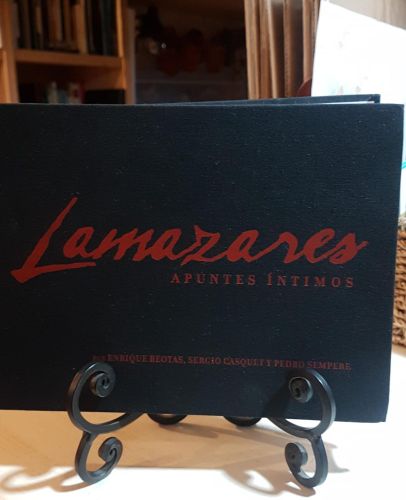 Lamazares
APUNTES ÍNTIMOS
POR ENRIQUE BEOTAS, SERGIO CASQUET Y PEDRO SEMPERE